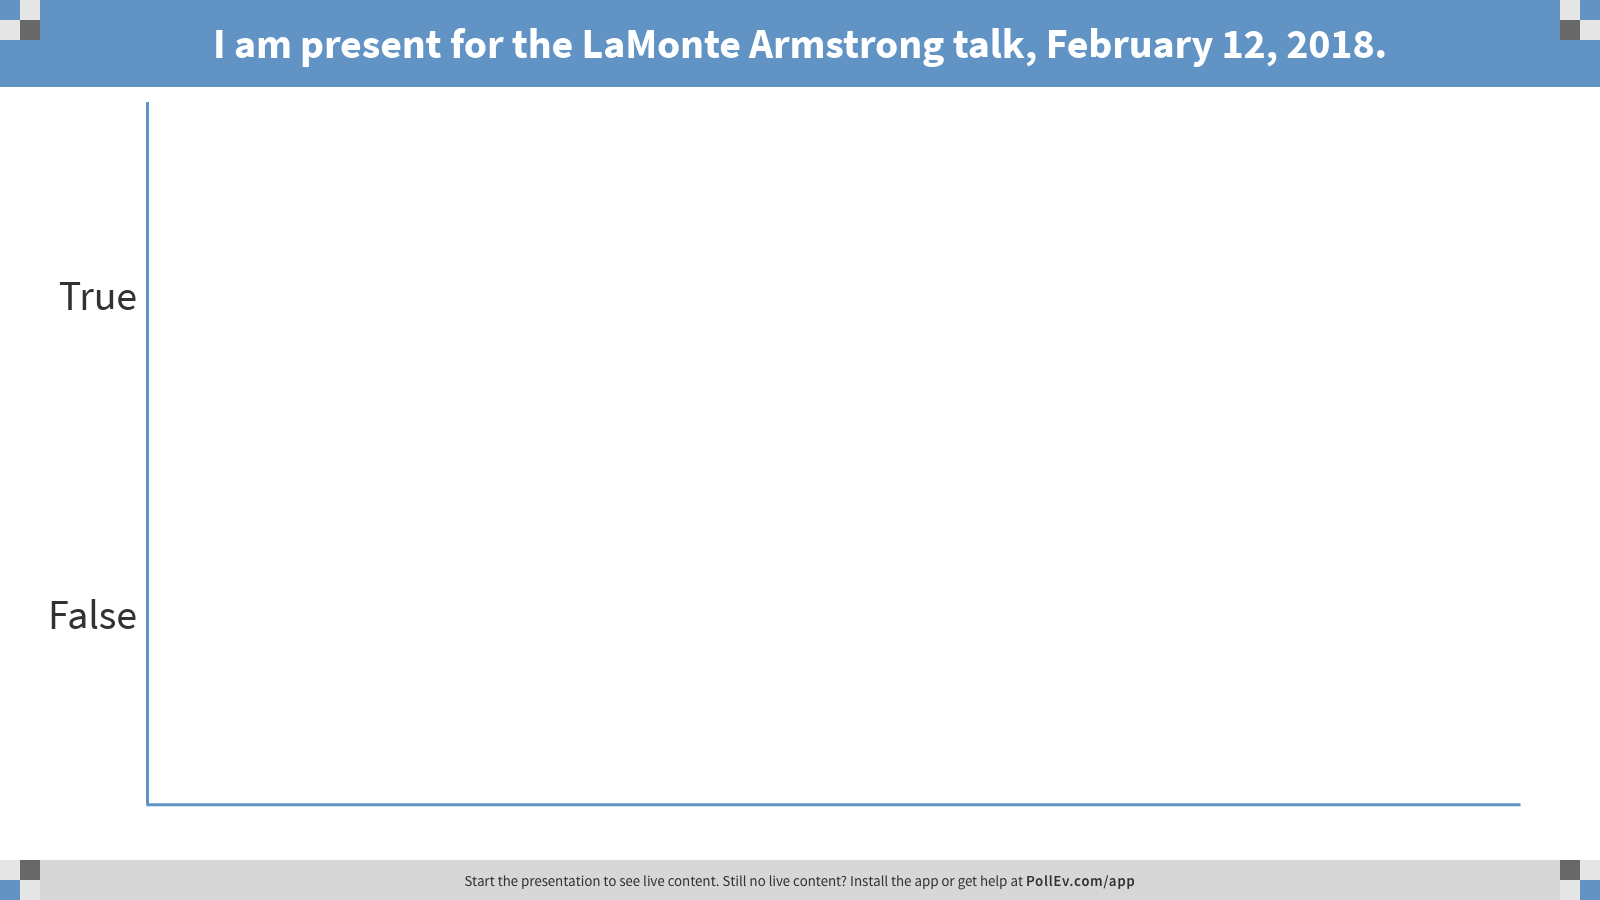 I am present for the LaMonte Armstrong talk, February 12, 2018.
True
False
Start the presentation to see live content. Still no live content? Install the app or get help at PollEv.com/app